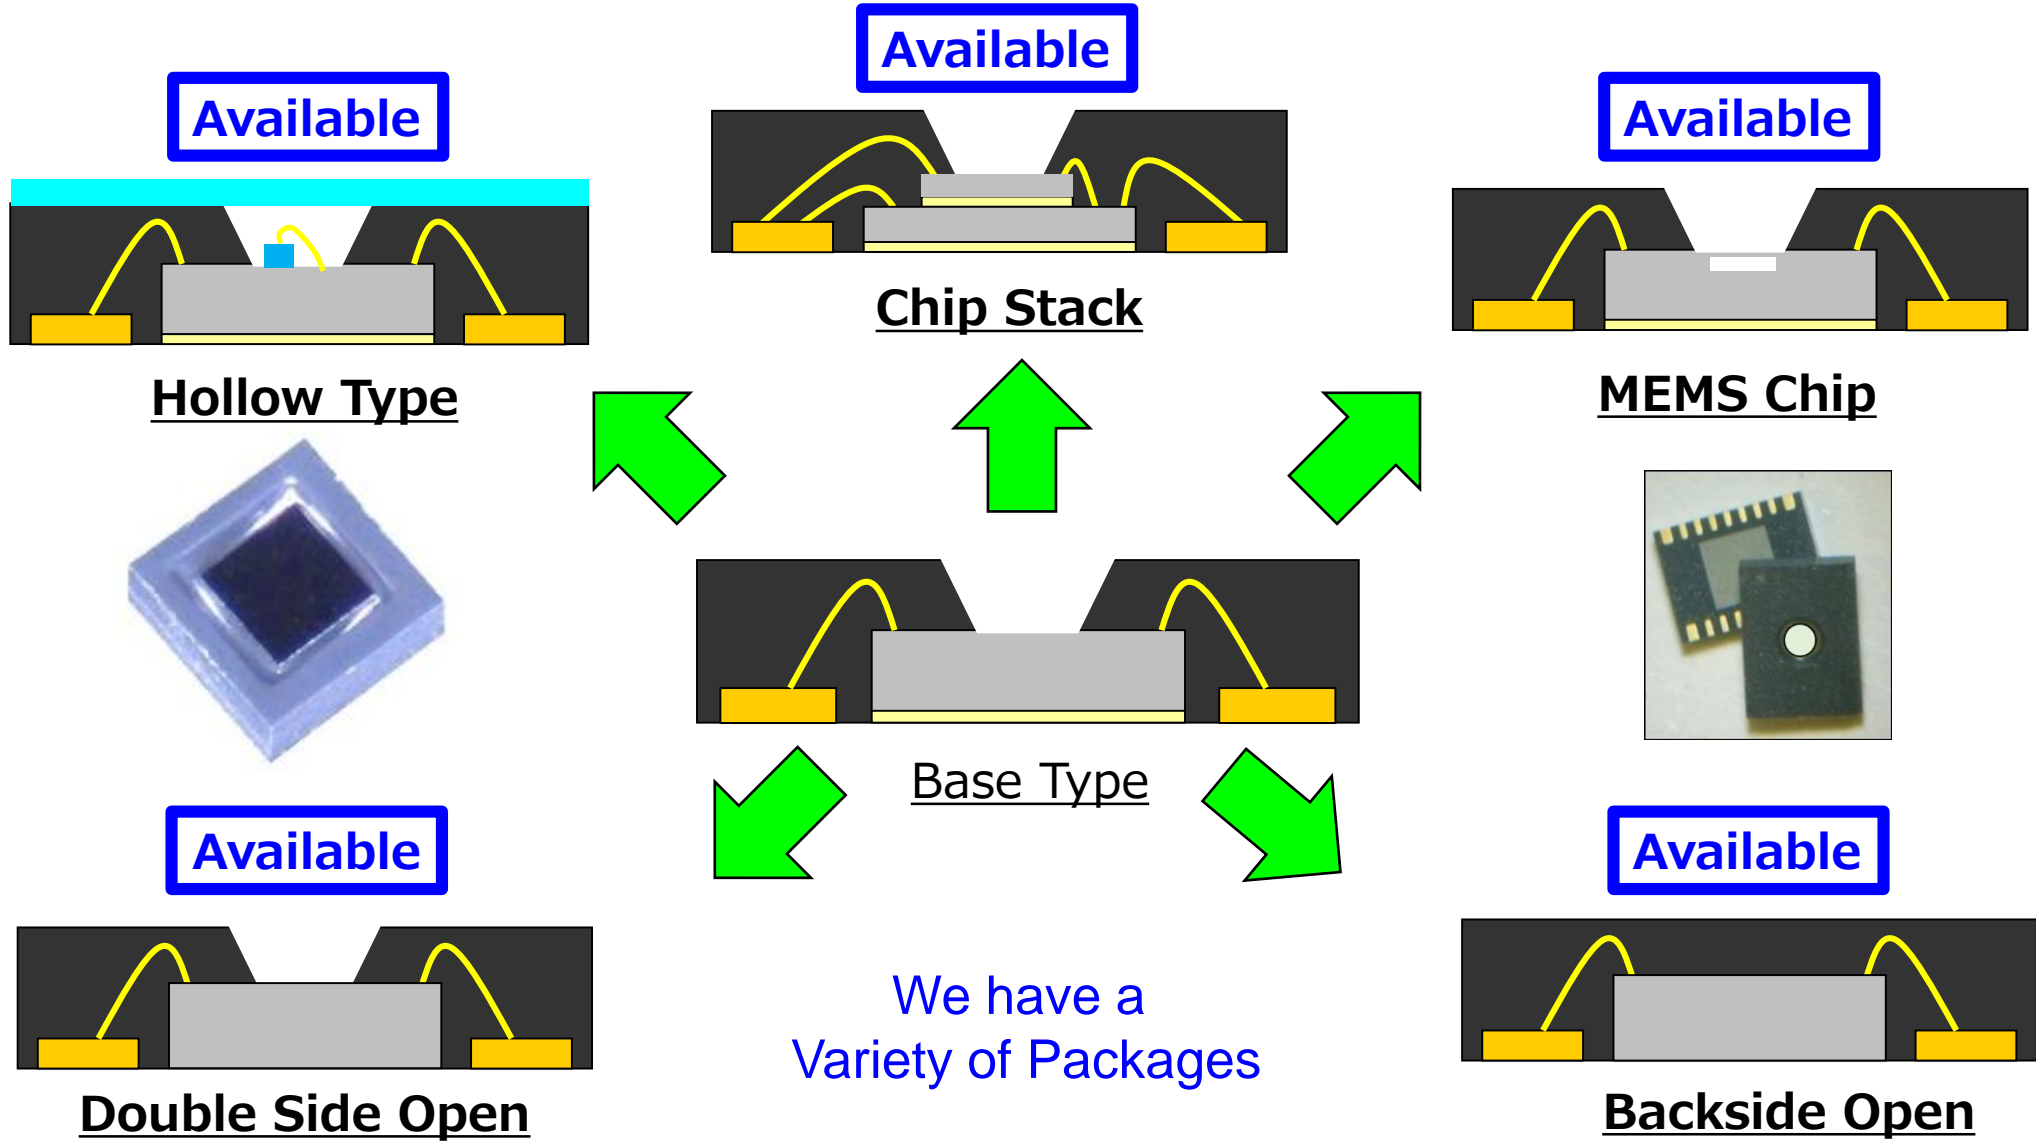 Available
Available
Available
Hollow Type
Chip Stack
MEMS Chip
Base Type
Available
Available
We have a
Variety of Packages
Double Side Open
Backside Open